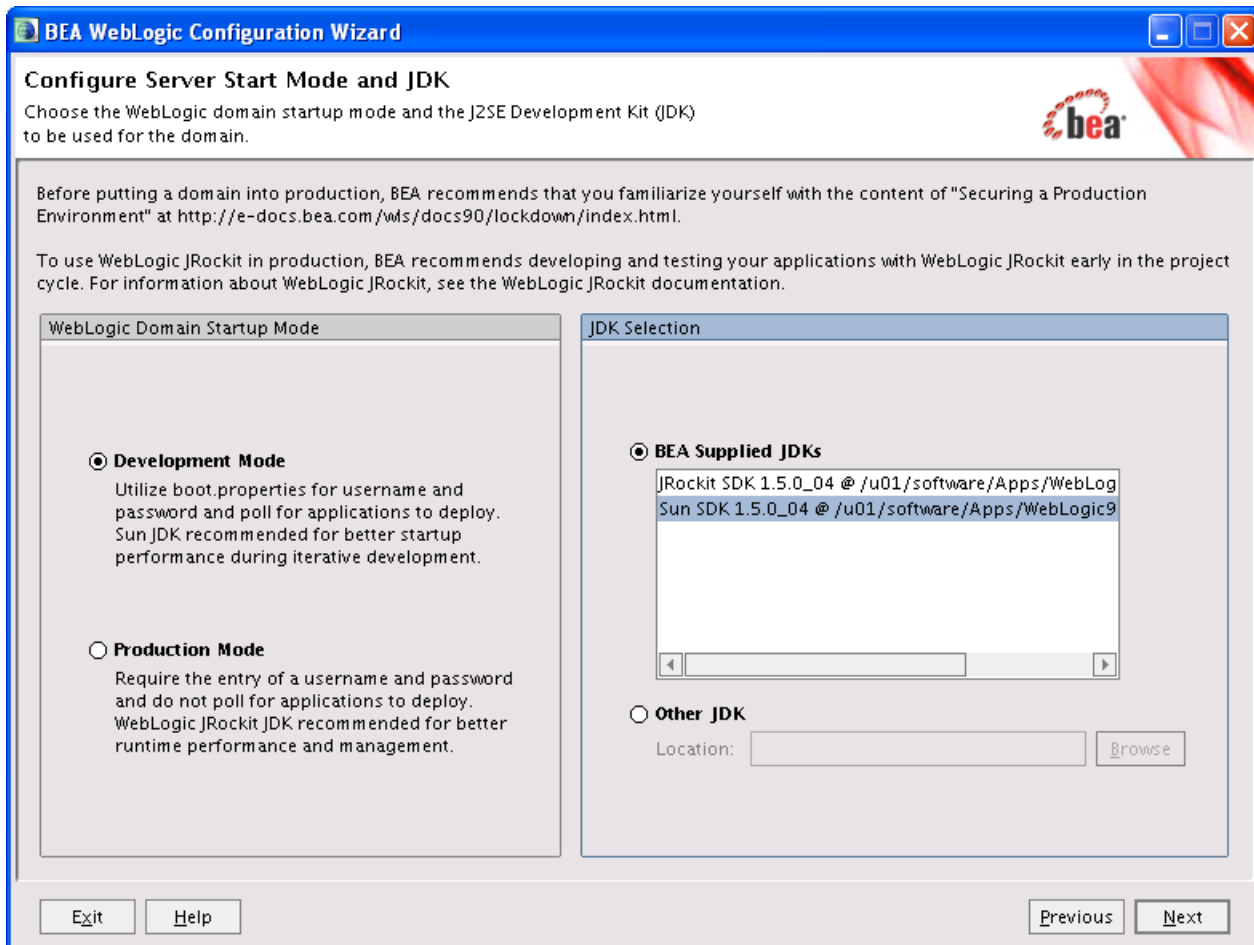 BEA WebLogic Configuration Wizard
Configure Server Start Mode and JDK
Choose the WebLogic domain startup mode and the J2SE Development Kit (JDK)
to be used for the domain.
bea
Before putting a domain into production, BEA recommends that you familiarize yourself with the content of "Securing a Production
Environment" at http://e-docs.bea.com/wls/docs90/lockdown/index.html.
To use WebLogic JRockit in production, BEA recommends developing and testing your applications with WebLogic JRockit early in the project
cycle. For information about WebLogic JRockit, see the WebLogic JRockit documentation.
WebLogic Domain Startup Mode
Development Mode
Utilize boot.properties for username and
password and poll for applications to deploy.
Sun JDK recommended for better startup
performance during iterative development.
Production Mode
Require the entry of a username and password
and do not poll for applications to deploy.
WebLogic JRockit JDK recommended for better
runtime performance and management.
JDK Selection
BEA Supplied JDKs
JRockit SDK 1.5.0_04 @ /u01/software/Apps/WebLog
Sun SDK 1.5.0_04 @ /u01/software/Apps/WebLogic9
Other JDK
Location:
Browse
Exit
Help
Previous
Next